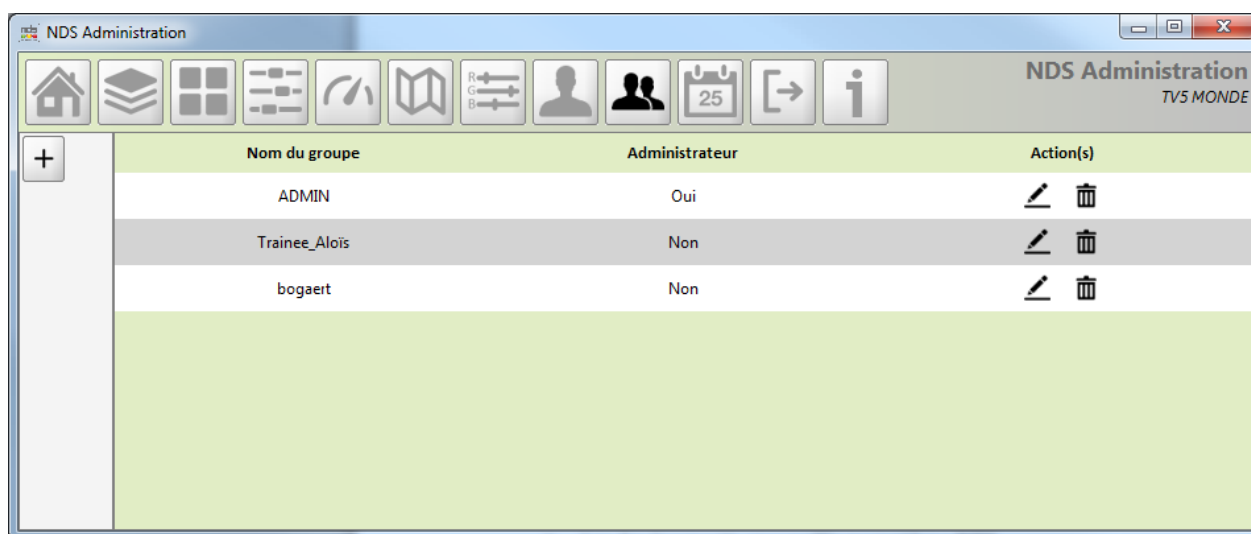 NDS Administration
R
G
B
25
NDS Administration
TV5 MONDE
Nom du groupe Administrateur Action(s)
ADMIN Oui
Trainee_Aloïs Non
bogaert Non